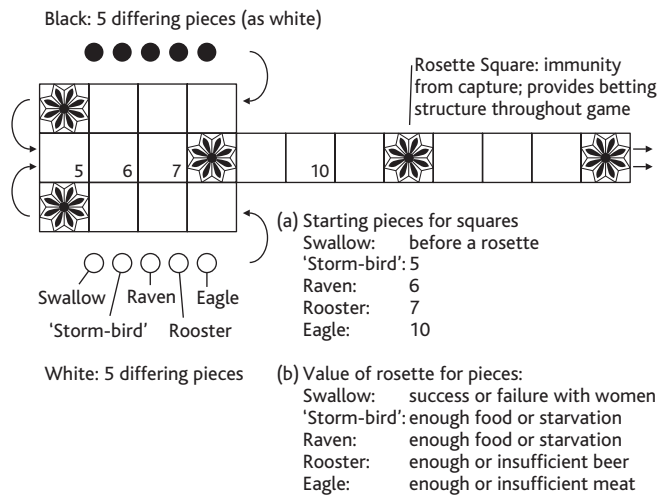 Black: 5 differing pieces (as white)
Rosette Square: immunity
from capture; provides betting
structure throughout game
5 6 7 10
(a) Starting pieces for squares
Swallow: before a rosette
‘Storm-bird’: 5
Raven: 6
Rooster: 7
Eagle: 10
Swallow Raven Eagle
‘Storm-bird’ Rooster
White: 5 differing pieces
(b) Value of rosette for pieces:
Swallow: success or failure with women
‘Storm-bird’: enough food or starvation
Raven: enough food or starvation
Rooster: enough or insufficient beer
Eagle: enough or insufficient meat